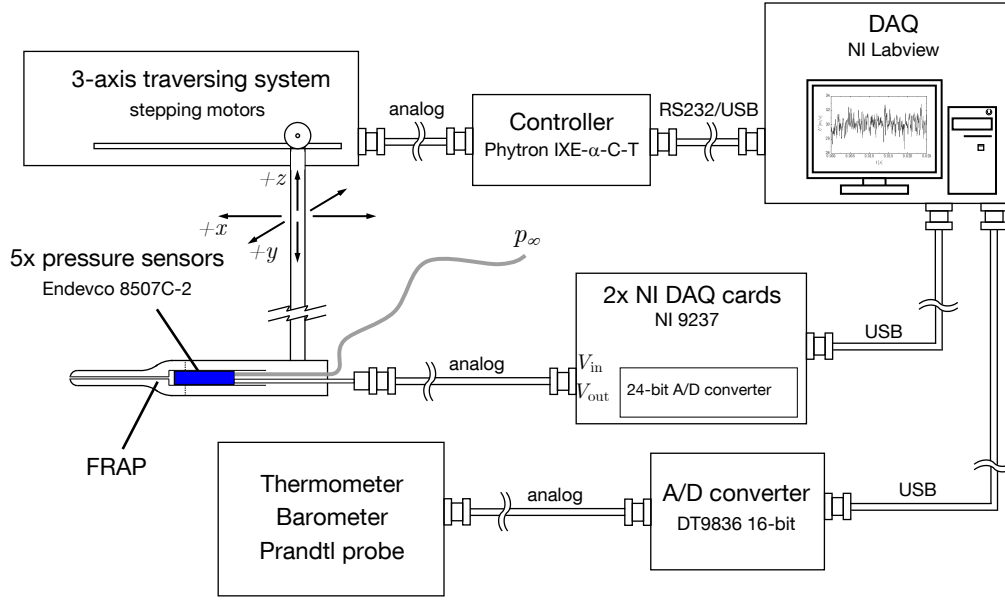 DAQ
NI Labview
3-axis traversing system
stepping motors
analog
Controller
Phytron IXE-α-C-T
RS232/USB
+z
+x
+y
5x pressure sensors
Endevco 8507C-2
p∞
2x NI DAQ cards
NI 9237
USB
analog
Vin
Vout
24-bit A/D converter
FRAP
Thermometer
Barometer
Prandtl probe
analog
A/D converter
DT9836 16-bit
USB